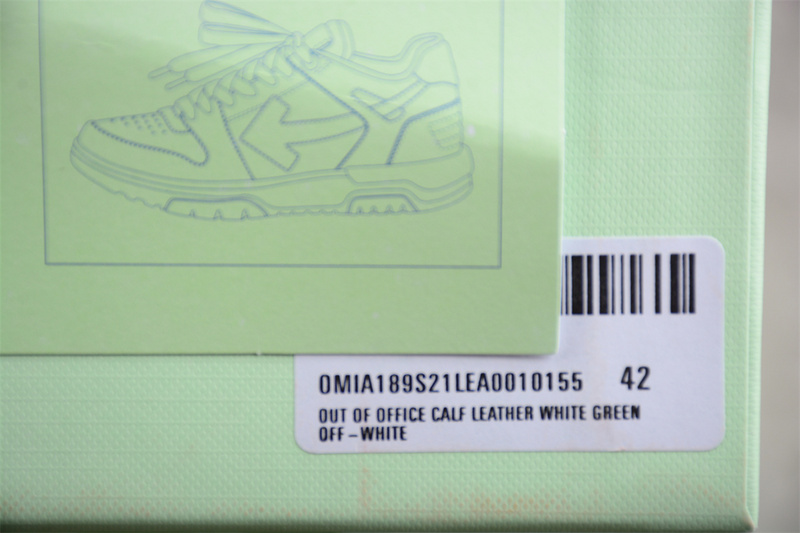 OMIA189S21LEA0010155 42
OUT OF OFFICE CALF LEATHER WHITE GREEN
OFF-WHITE